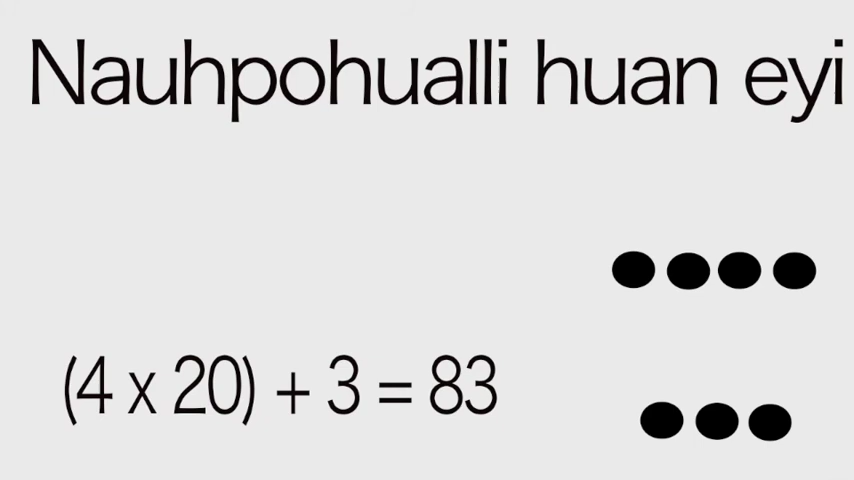 Nauhpohualli huan eyi
(4 x 20) + 3 = 83